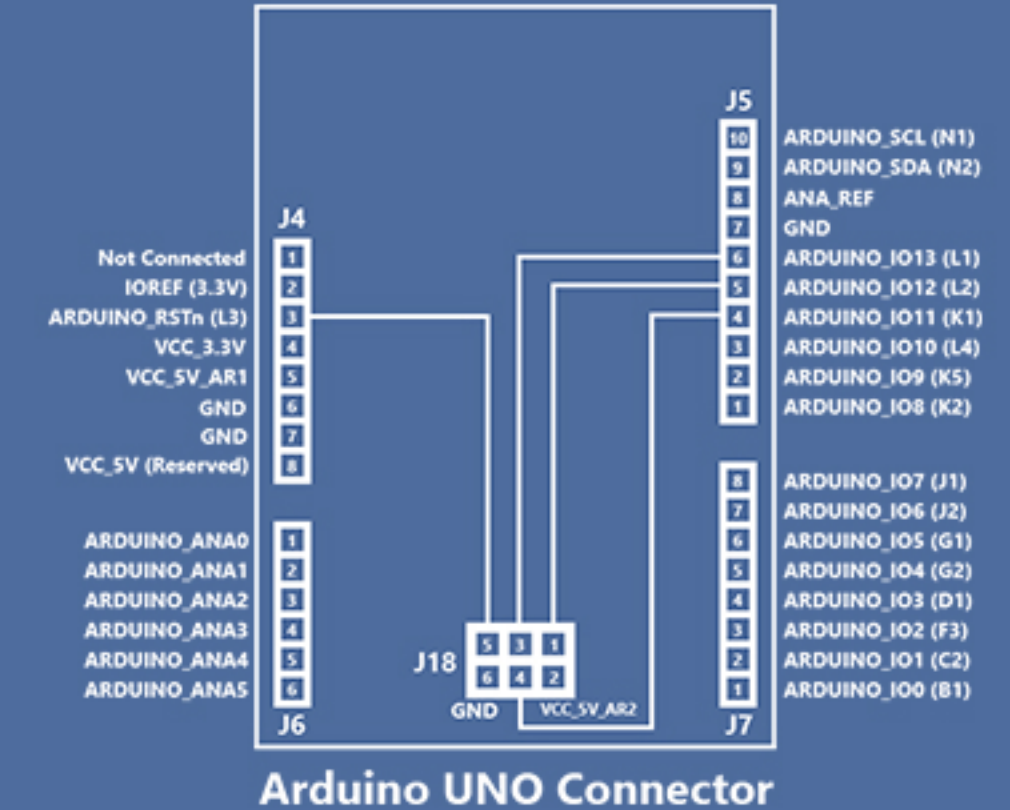 J5
10 ARDUINO_SCL (N1)
9 ARDUINO_SDA (N2)
8 ANA_REF
7 GND
6 ARDUINO_IO13 (L1)
5 ARDUINO_IO12 (L2)
4 ARDUINO_IO11 (K1)
3 ARDUINO_IO10 (L4)
2 ARDUINO_IO9 (K5)
1 ARDUINO_IO8 (K2)
J4
Not Connected 1
IOREF (3.3V) 2
ARDUINO_RSTn (L3) 3
VCC_3.3V 4
VCC_5V_AR1 5
GND 6
GND 7
VCC_5V (Reserved) 8
8 ARDUINO_IO7 (J1)
7 ARDUINO_IO6 (J2)
6 ARDUINO_IO5 (G1)
5 ARDUINO_IO4 (G2)
4 ARDUINO_IO3 (D1)
3 ARDUINO_IO2 (F3)
2 ARDUINO_IO1 (C2)
1 ARDUINO_IO0 (B1)
J7
ARDUINO_ANA0 1
ARDUINO_ANA1 2
ARDUINO_ANA2 3
ARDUINO_ANA3 4
ARDUINO_ANA4 5
ARDUINO_ANA5 6
J6
5 3 1
J18
6 4 2
GND VCC_5V_AR2
Arduino UNO Connector